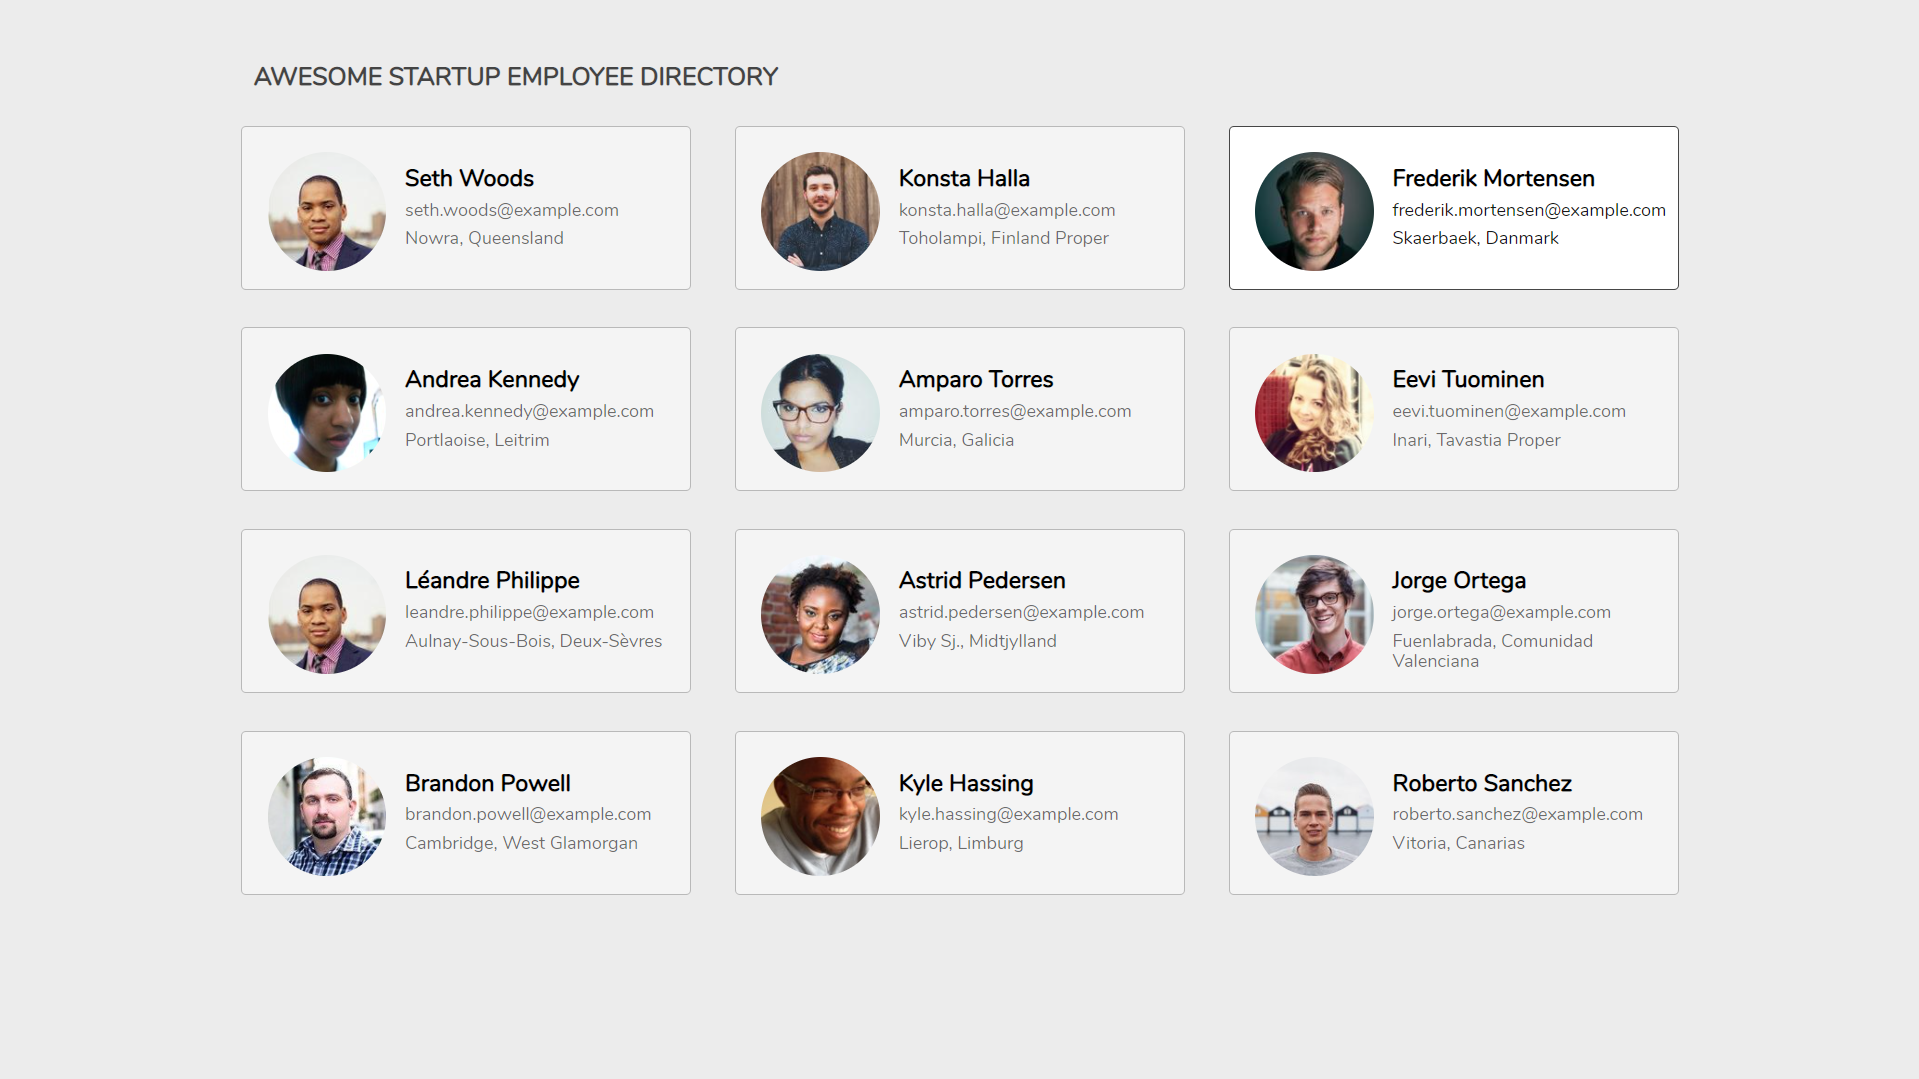 AWESOME STARTUP EMPLOYEE DIRECTORY
Seth Woods
seth.woods@example.com
Nowra, Queensland
Konsta Halla
konsta.halla@example.com
Toholampi, Finland Proper
Frederik Mortensen
frederik.mortensen@example.com
Skaerbaek, Danmark
Andrea Kennedy
andrea.kennedy@example.com
Portlaoise, Leitrim
Amparo Torres
amparo.torres@example.com
Murcia, Galicia
Eevi Tuominen
eevi.tuominen@example.com
Inari, Tavastia Proper
Léandre Philippe
leandre.philippe@example.com
Aulnay-Sous-Bois, Deux-Sèvres
Astrid Pedersen
astrid.pedersen@example.com
Viby Sj., Midtjylland
Jorge Ortega
jorge.ortega@example.com
Fuenlabrada, Comunidad
Valenciana
Brandon Powell
brandon.powell@example.com
Cambridge, West Glamorgan
Kyle Hassing
kyle.hassing@example.com
Lierop, Limburg
Roberto Sanchez
roberto.sanchez@example.com
Vitoria, Canarias